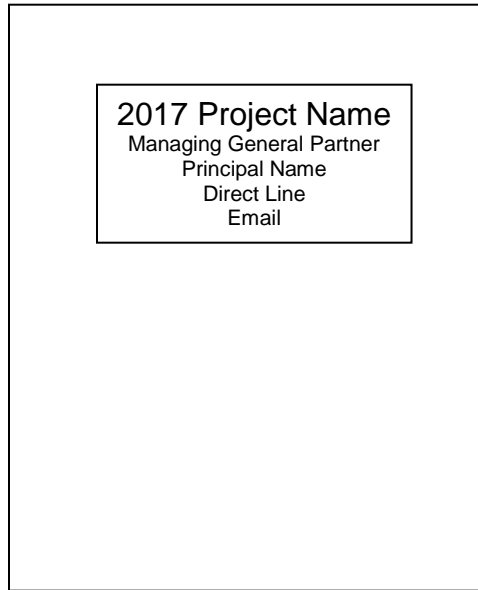 2017 Project Name
Managing General Partner
Principal Name
Direct Line
Email